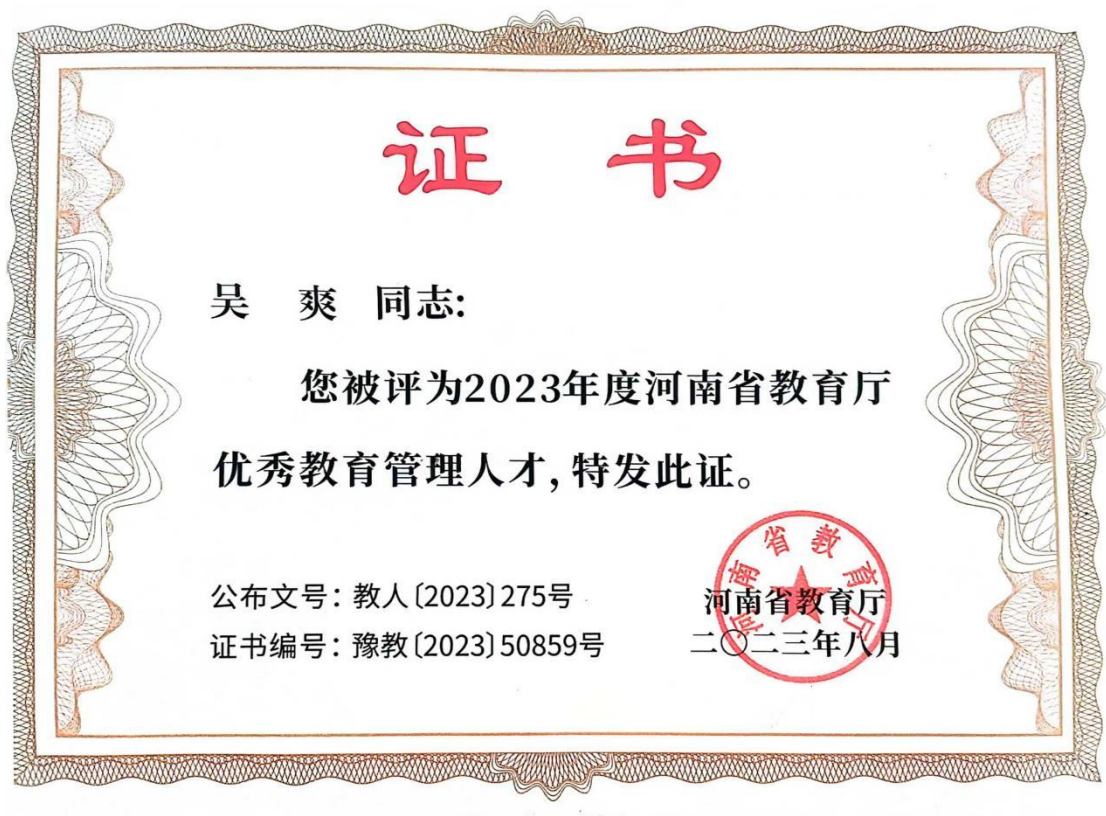 证 书
吴 爽 同志:
您被评为2023年度河南省教育厅
优秀教育管理人才,特发此证。
公布文号：教人〔2023〕275号
证书编号：豫教〔2023〕50859号
河南省教育厅
河南省教育厅
二〇二三年八月